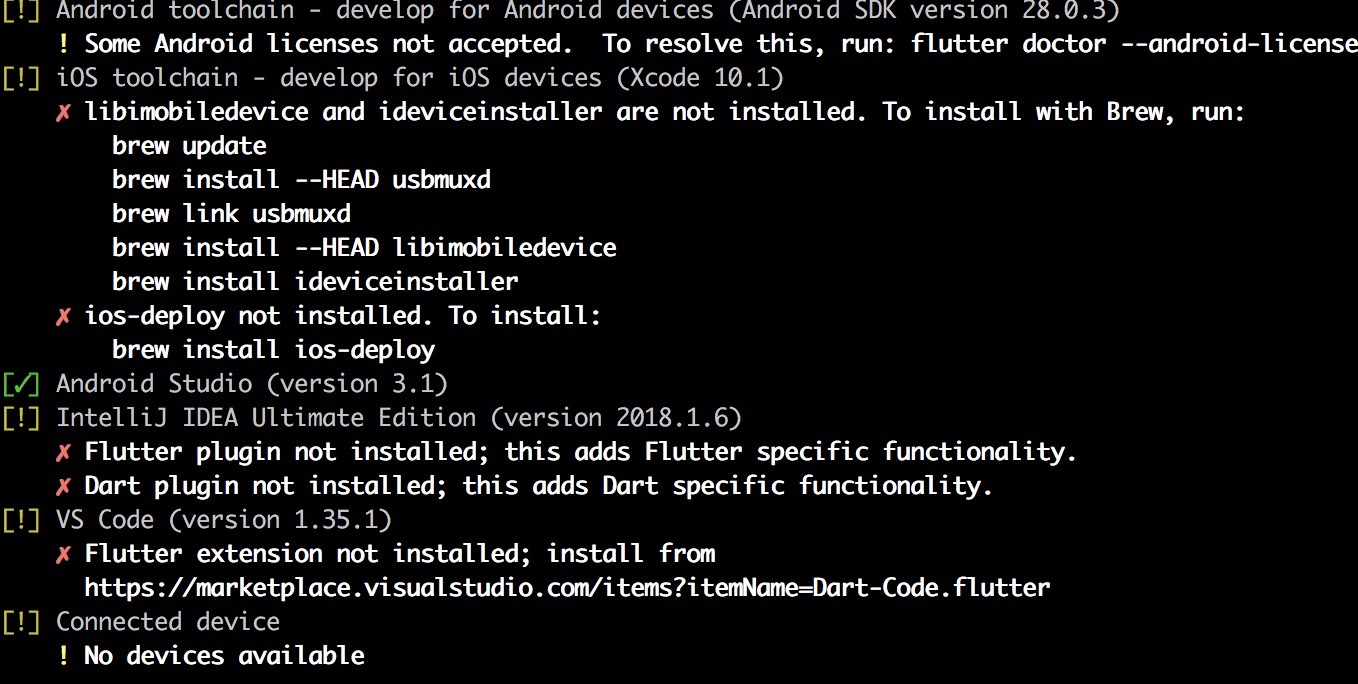 [!] Android toolchain - develop for Android devices (Android SDK version 28.0.3)
! Some Android licenses not accepted.  To resolve this, run: flutter doctor --android-license
[!] iOS toolchain - develop for iOS devices (Xcode 10.1)
✗ libimobiledevice and ideviceinstaller are not installed. To install with Brew, run:
brew update
brew install --HEAD usbmuxd
brew link usbmuxd
brew install --HEAD libimobiledevice
brew install ideviceinstaller
✗ ios-deploy not installed. To install:
brew install ios-deploy
[✓] Android Studio (version 3.1)
[!] IntelliJ IDEA Ultimate Edition (version 2018.1.6)
✗ Flutter plugin not installed; this adds Flutter specific functionality.
✗ Dart plugin not installed; this adds Dart specific functionality.
[!] VS Code (version 1.35.1)
✗ Flutter extension not installed; install from
https://marketplace.visualstudio.com/items?itemName=Dart-Code.flutter
[!] Connected device
! No devices available